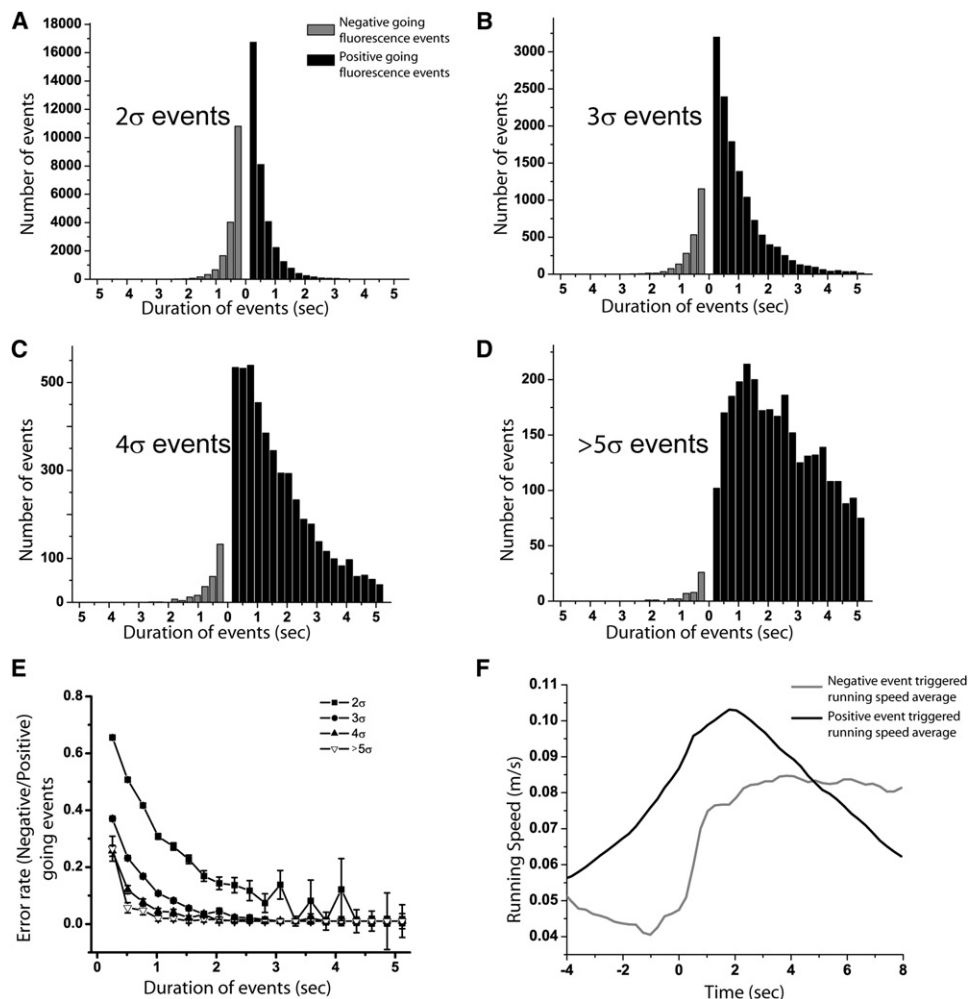 A
Number of events
18000
16000
14000
12000
10000
8000
6000
4000
2000
0
2σ events
Negative going
fluorescence events
Positive going
fluorescence events
5 4 3 2 1 0 1 2 3 4 5
Duration of events (sec)
B
Number of events
3000
2500
2000
1500
1000
500
0
3σ events
5 4 3 2 1 0 1 2 3 4 5
Duration of events (sec)
C
Number of events
500
300
100
0
4σ events
5 4 3 2 1 0 1 2 3 4 5
Duration of events (sec)
D
Number of events
200
150
100
50
0
>5σ events
5 4 3 2 1 0 1 2 3 4 5
Duration of events (sec)
E
Error rate (Negative/Positive)
going events
0.8
0.6
0.4
0.2
0.0
2σ
3σ
4σ
>5σ
0 1 2 3 4 5
Duration of events (sec)
F
Running Speed (m/s)
0.11
0.10
0.09
0.08
0.07
0.06
0.05
0.04
Negative event triggered
running speed average
Positive event triggered
running speed average
-4 -2 0 2 4 6 8
Time (sec)